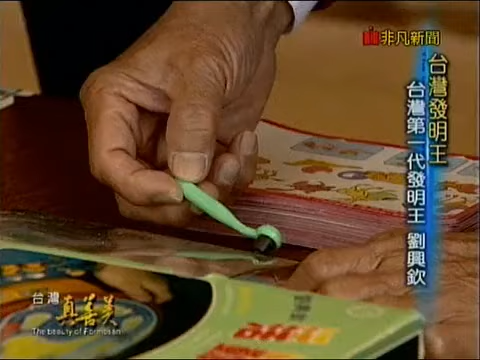 非凡新聞
台灣發明王
台灣第一代發明王 劉興欽
台灣 真善美
The beauty of Formosan